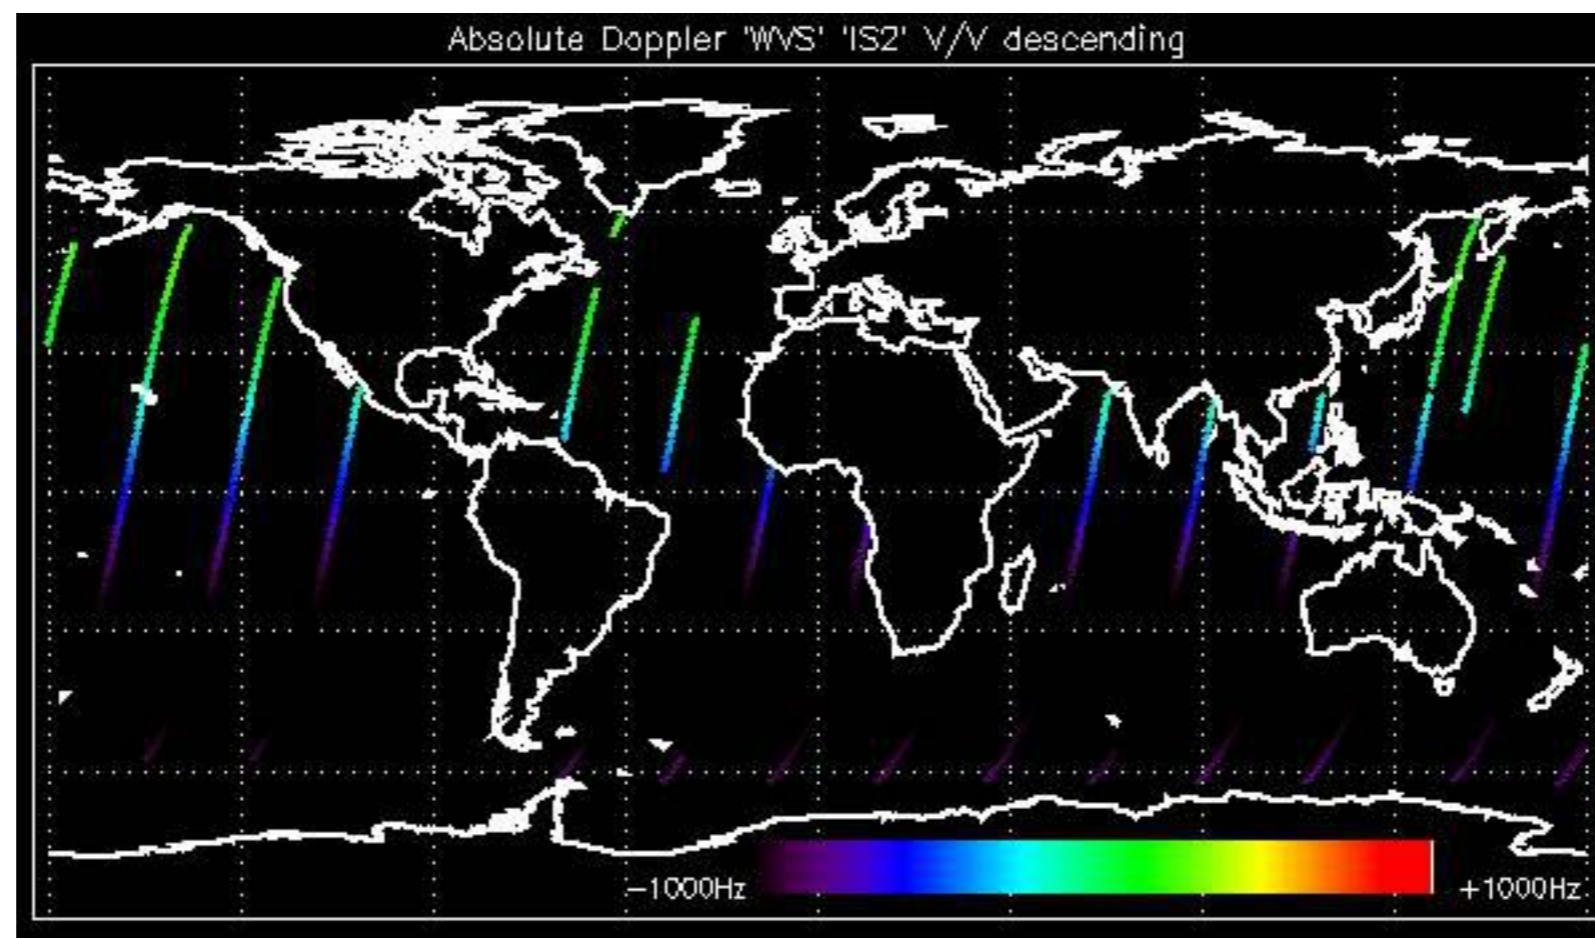 Absolute Doppler 'WVS' 'IS2' V/V descending
−1000Hz +1000Hz